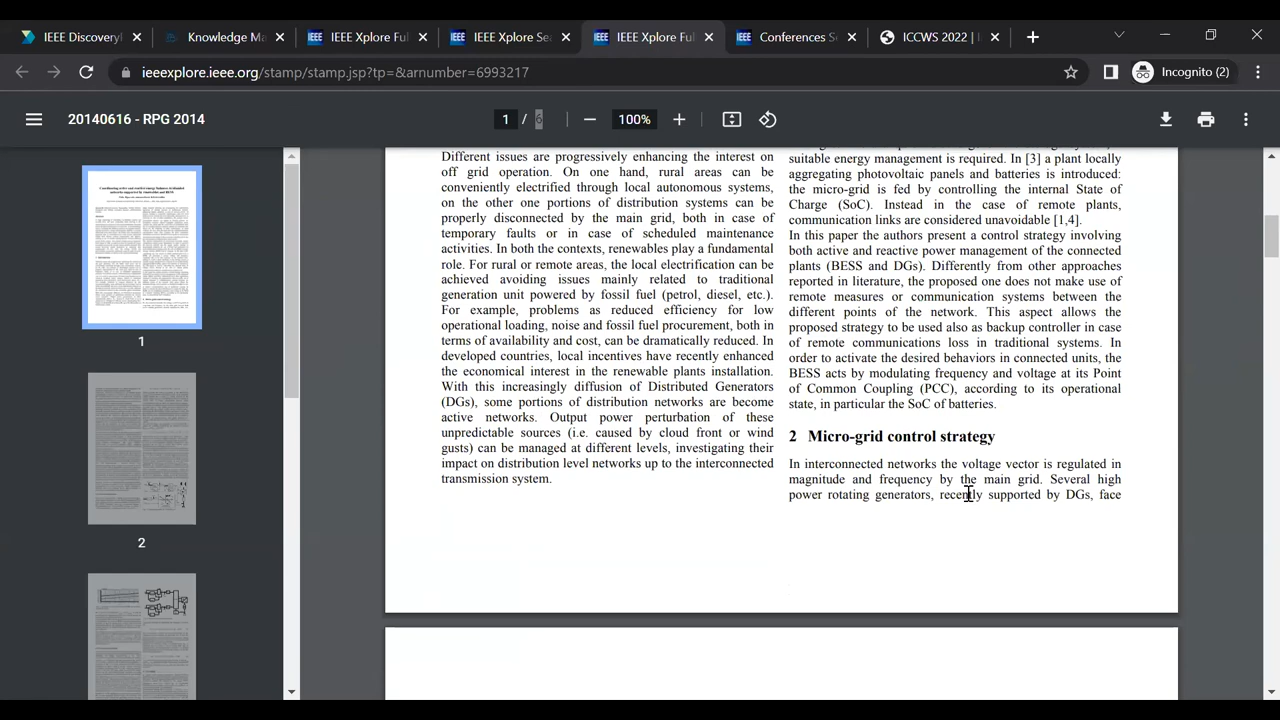 IEEE Discovery
Knowledge Ma
IEEE Xplore Ful
IEEE Xplore Sea
IEEE Xplore Ful
Conferences S
ICCWS 2022 |
ieeexplore.ieee.org/stamp/stamp.jsp?tp=&arnumber=6993217
Incognito (2)
20140616 - RPG 2014
1 / 6
100%
1
2
Different issues are progressively enhancing the interest on
off grid operation. On one hand, rural areas can be
conveniently electrified through local autonomous systems,
on the other one portions of distribution systems can be
properly disconnected by the main grid, both in case of
temporary faults or in case of scheduled maintenance
activities. In both the contexts, renewables play a fundamental
role. For rural or remote areas, the local electrification can be
achieved avoiding issues mainly related to traditional
generation unit powered by fossil fuel (petrol, diesel, etc.).
For example, problems as reduced efficiency for low
operational loading, noise and fossil fuel procurement, both in
terms of availability and cost, can be dramatically reduced. In
developed countries, local incentives have recently enhanced
the economical interest in the renewable plants installation.
With this increasing diffusion of Distributed Generators
(DGs), some portions of distribution networks are become
active networks. Output power perturbation of these
unpredictable sources (i.e. caused by cloud front or wind
gusts) can be managed at different levels, investigating their
impact on distribution level networks up to the interconnected
transmission system.
suitable energy management is required. In [3] a plant locally
aggregating photovoltaic panels and batteries is introduced:
the main grid is fed by controlling the internal State of
Charge (SoC). Instead in the case of remote plants,
communication links are considered unavoidable [1,4].
In this paper the authors present a control strategy involving
both active and reactive power management of the connected
plants (BESS and DGs). Differently from other approaches
reported in literature, the proposed one does not make use of
remote measures or communication systems between the
different points of the network. This aspect allows the
proposed strategy to be used also as backup controller in case
of remote communications loss in traditional systems. In
order to activate the desired behaviors in connected units, the
BESS acts by modulating frequency and voltage at its Point
of Common Coupling (PCC), according to its operational
state, in particular the SoC of batteries.
2 Micro-grid control strategy
In interconnected networks the voltage vector is regulated in
magnitude and frequency by the main grid. Several high
power rotating generators, recently supported by DGs, face